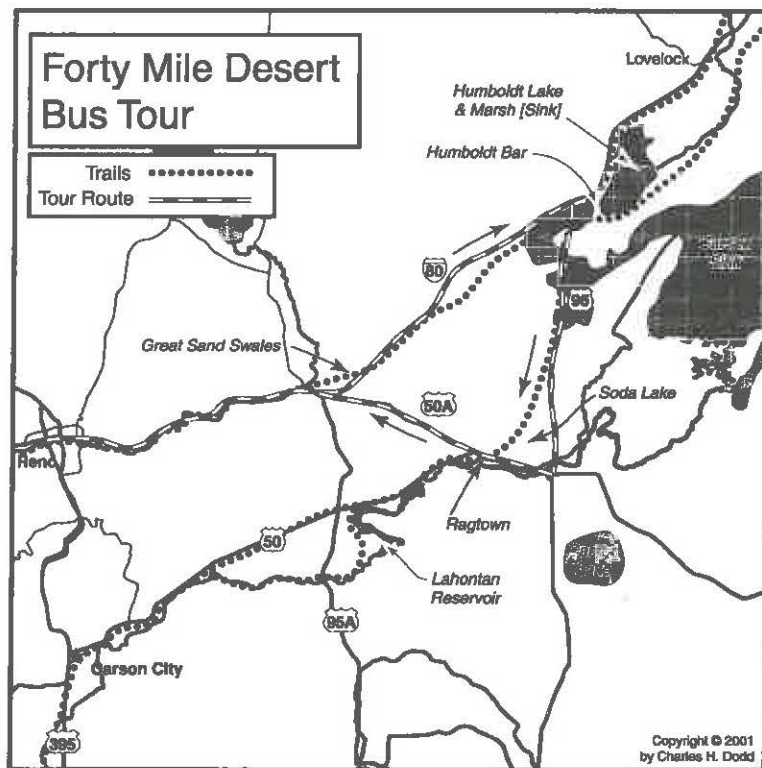 Forty Mile Desert
Bus Tour
Trails
Tour Route
Lovelock
Humboldt Lake
& Marsh [Sink]
Humboldt Bar
80
95
Great Sand Swales
50A
Soda Lake
Reno
Ragtown
50
Lahontan
Reservoir
95A
Carson City
395
Copyright © 2001
by Charles H. Dodd